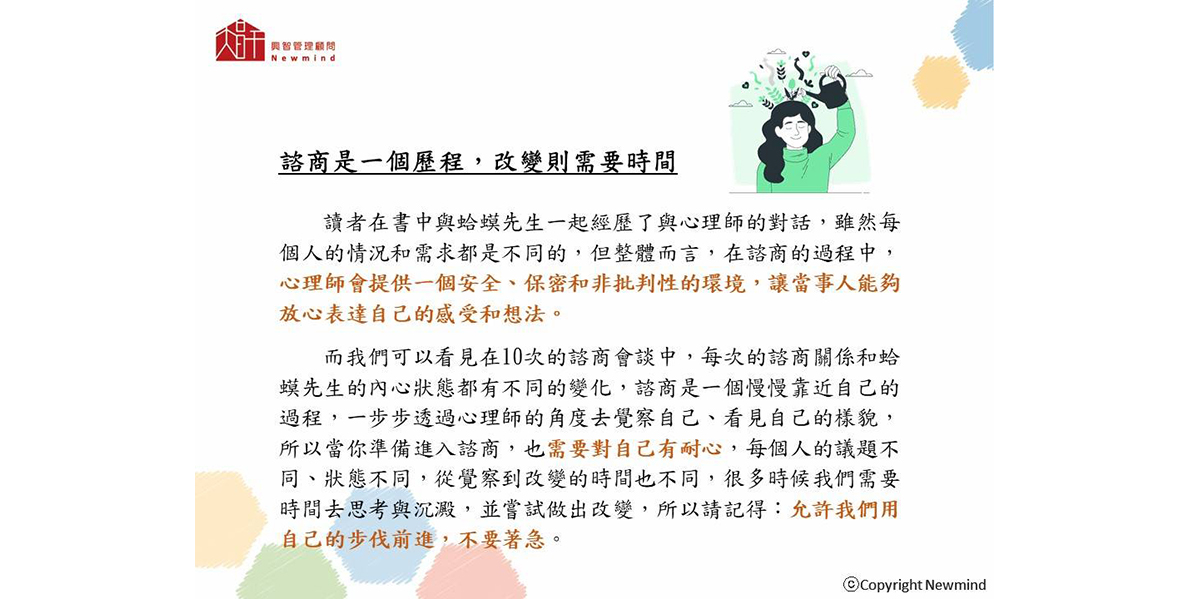 興智管理顧問
Newmind
諮商是一個歷程，改變則需要時間
讀者在書中與蛤蟆先生一起經歷了與心理師的對話，雖然每
個人的情況和需求都是不同的，但整體而言，在諮商的過程中，
心理師會提供一個安全、保密和非批判性的環境，讓當事人能夠
放心表達自己的感受和想法。
而我們可以看見在10次的諮商會談中，每次的諮商關係和蛤
蟆先生的內心狀態都有不同的變化，諮商是一個慢慢靠近自己的
過程，一步步透過心理師的角度去覺察自己、看見自己的樣貌，
所以當你準備進入諮商，也需要對自己有耐心，每個人的議題不
同、狀態不同，從覺察到改變的時間也不同，很多時候我們需要
時間去思考與沉澱，並嘗試做出改變，所以請記得：允許我們用
自己的步伐前進，不要著急。
ⓒCopyright Newmind